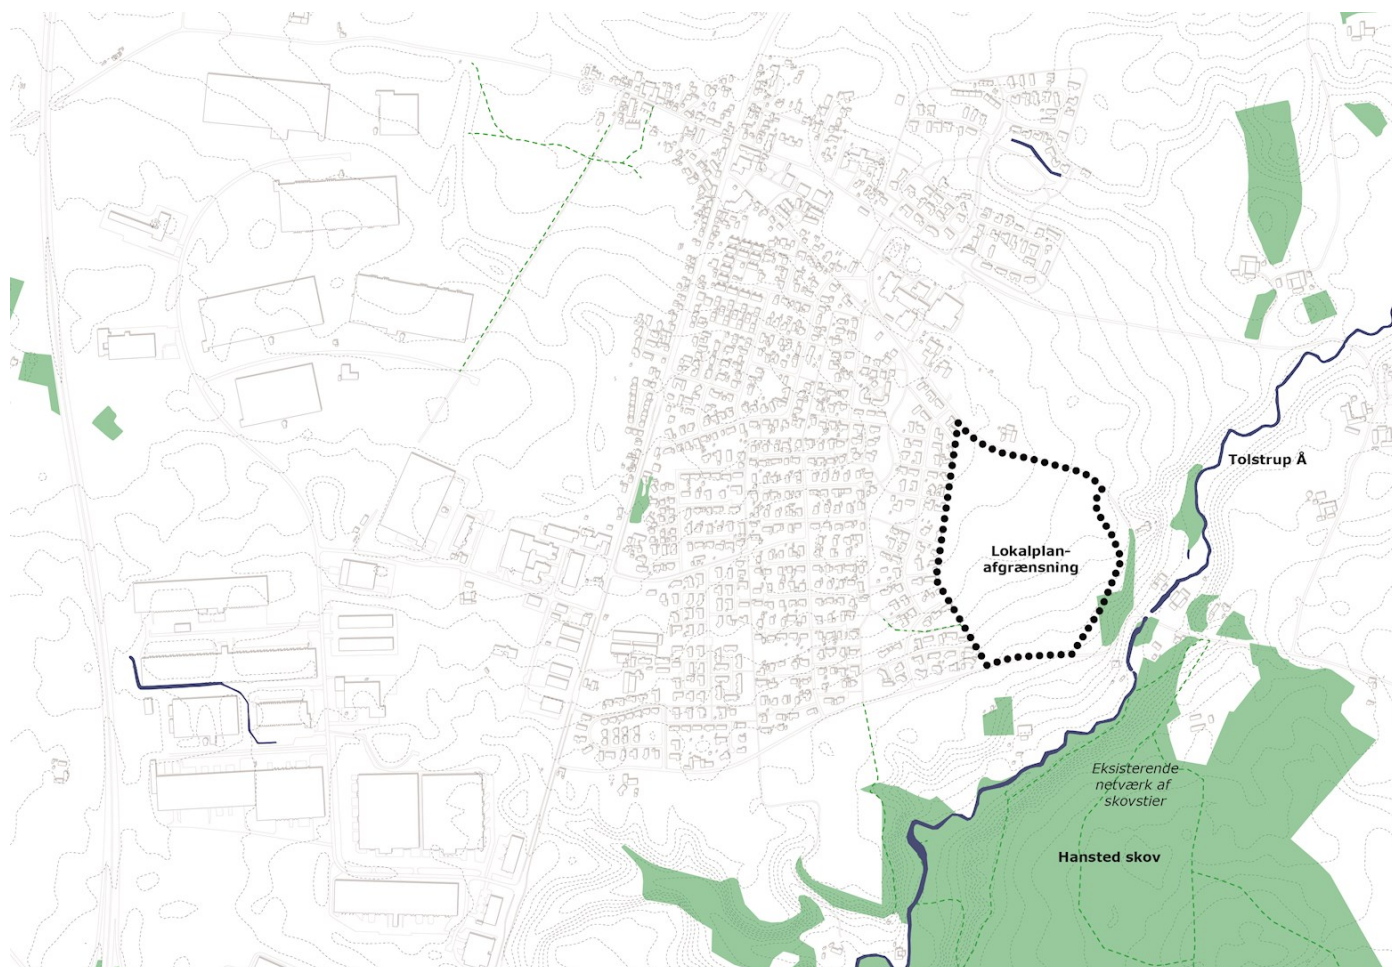 Tolstrup Å
Lokalplan-
afgrænsning
Eksisterende
netværk af
skovstier
Hansted skov